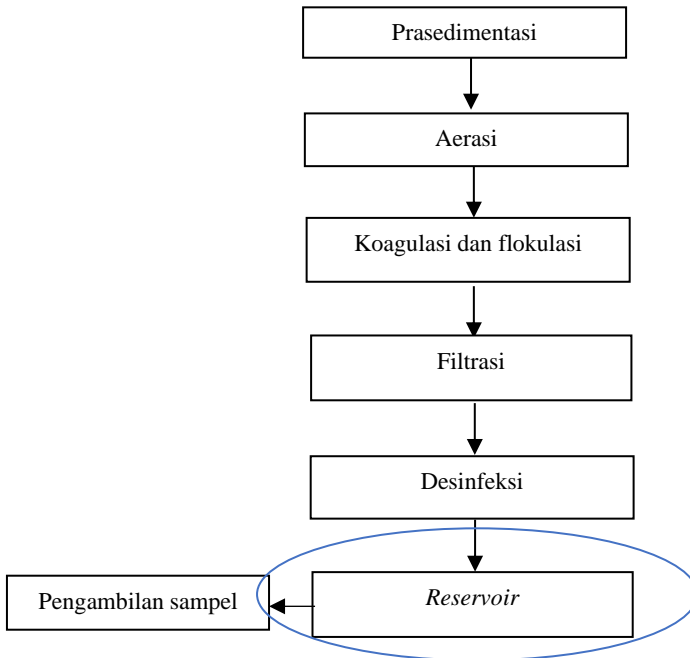 Prasedimentasi
Aerasi
Koagulasi dan flokulasi
Filtrasi
Desinfeksi
Pengambilan sampel
Reservoir